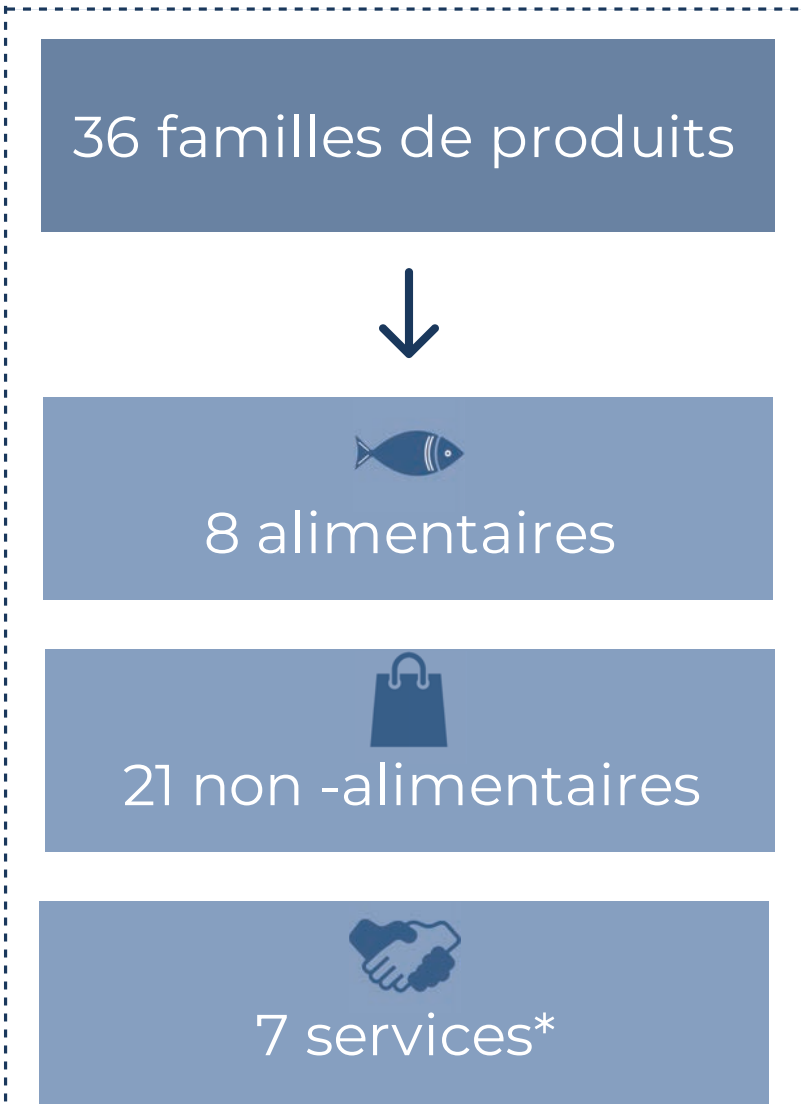 36 familles de produits
8 alimentaires
21 non -alimentaires
7 services*